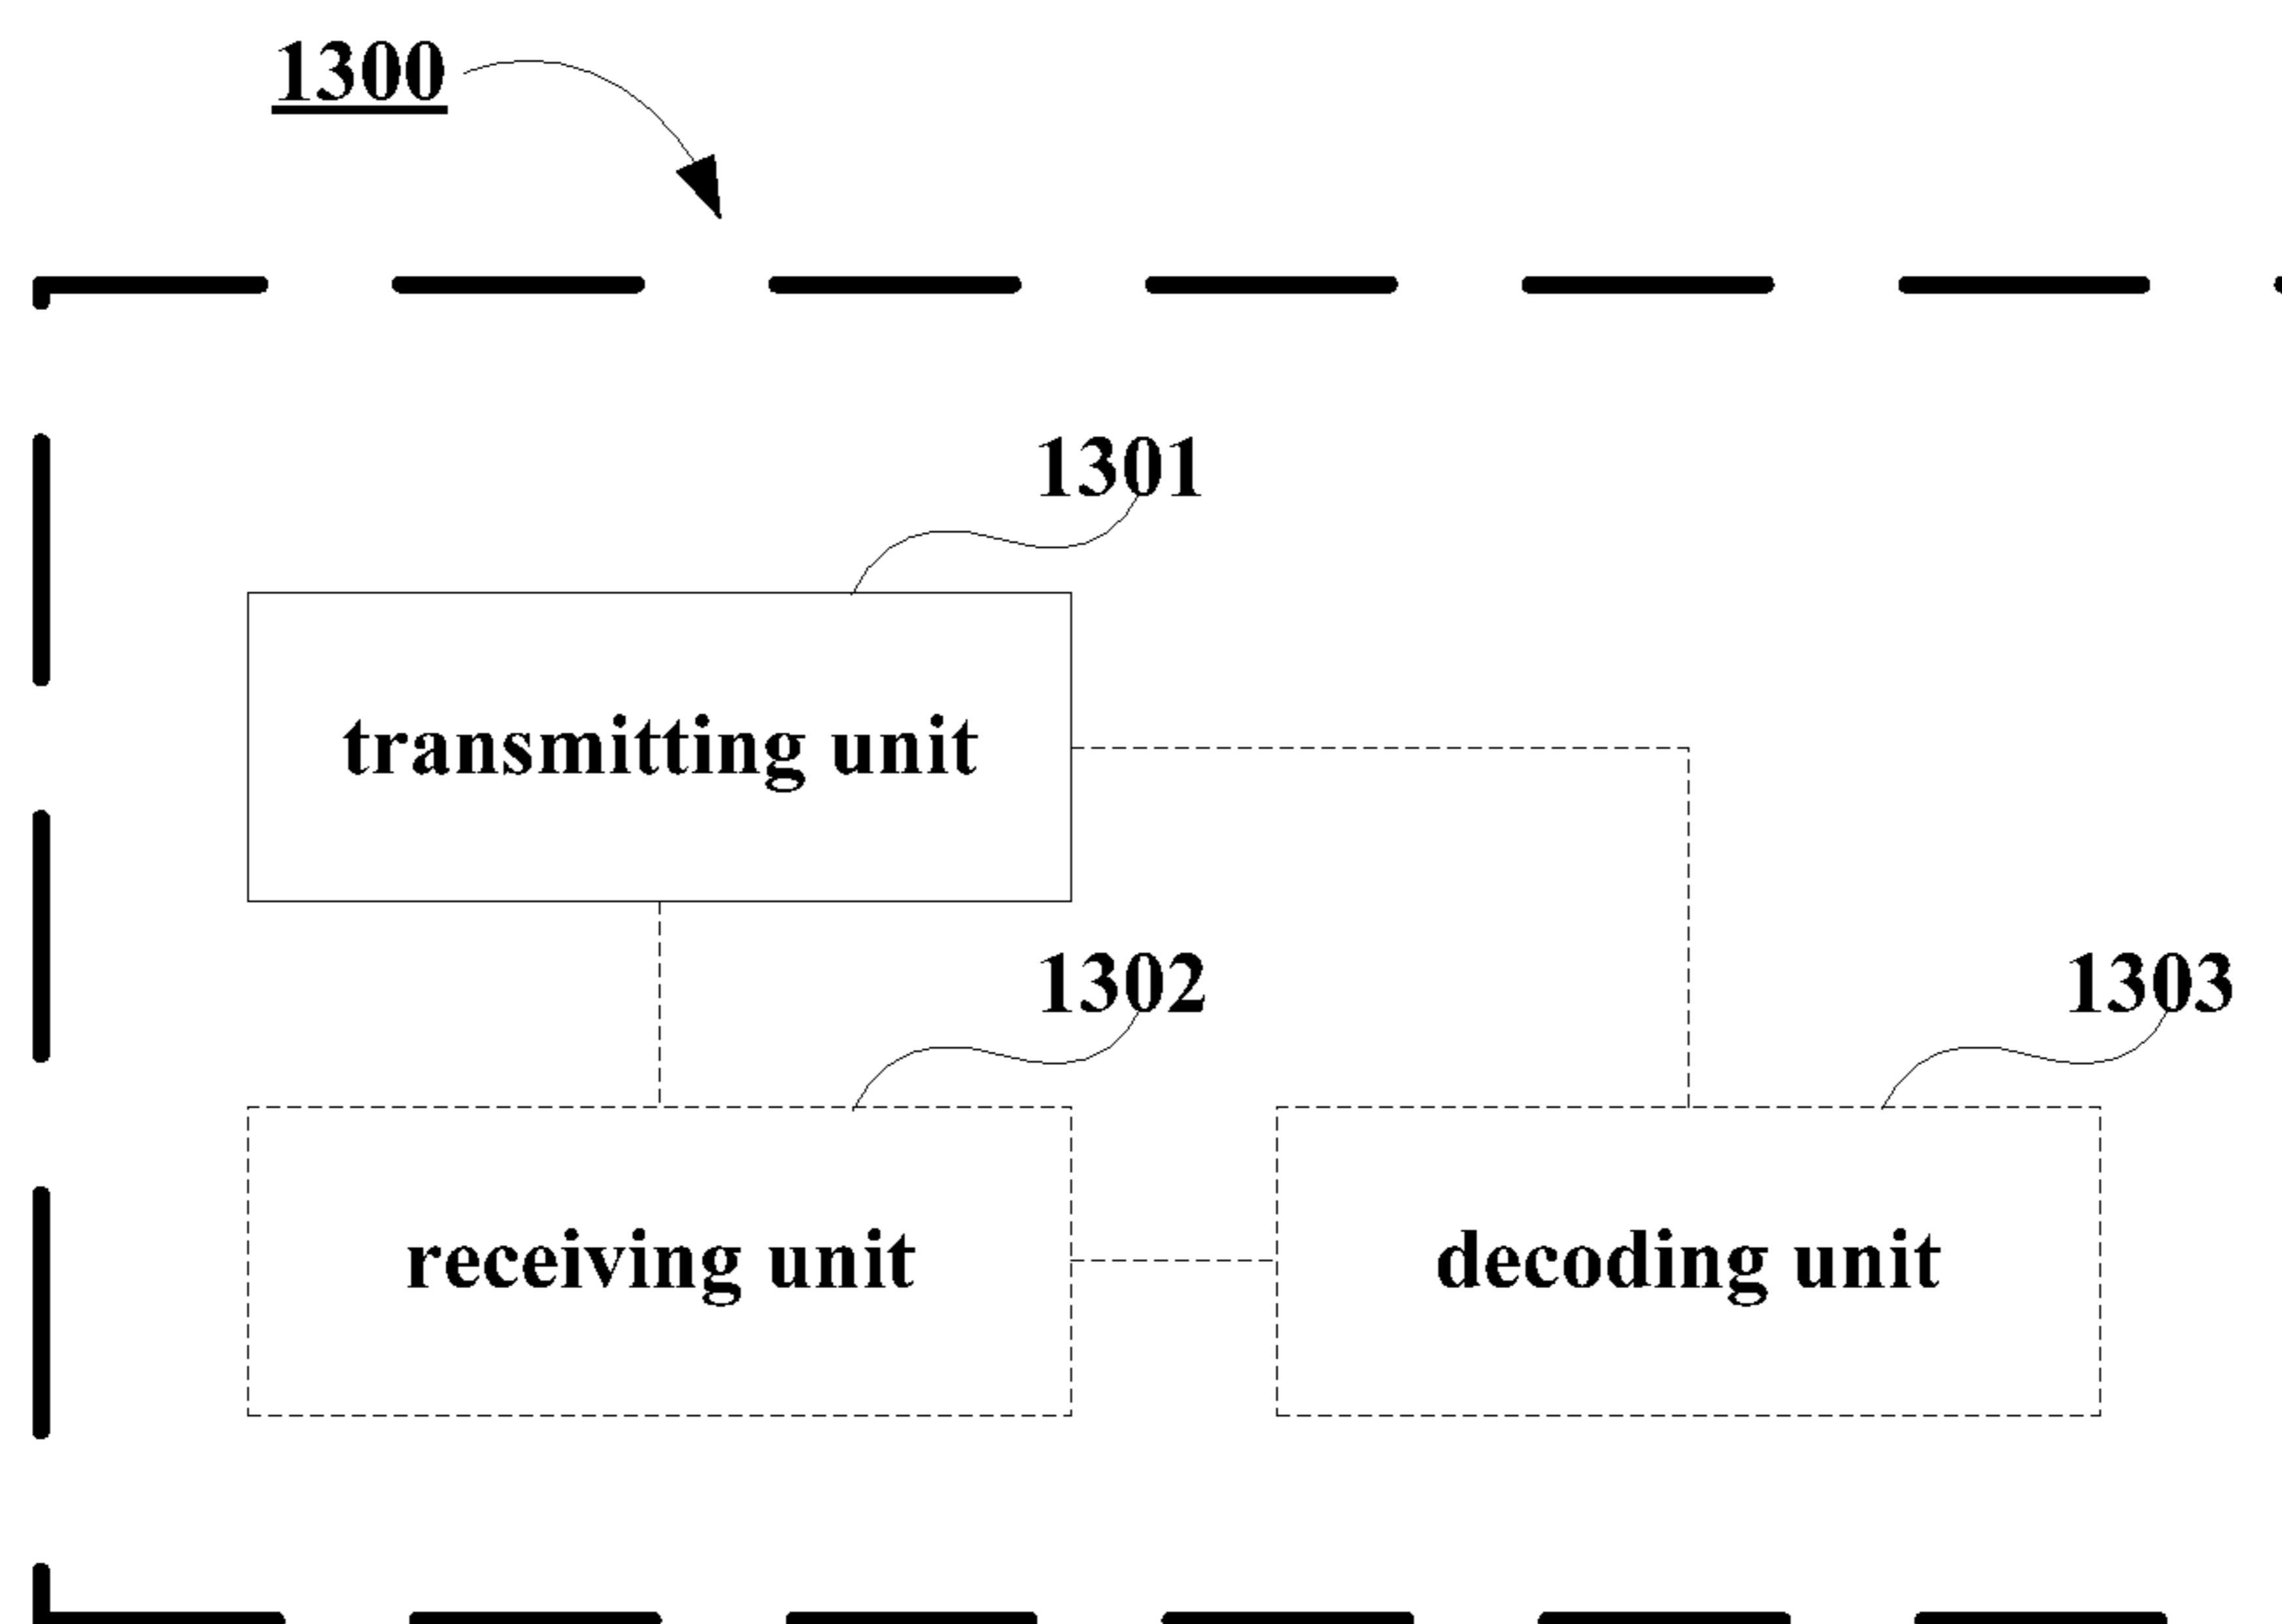 1300
1301
transmitting unit
1302
1303
receiving unit
decoding unit